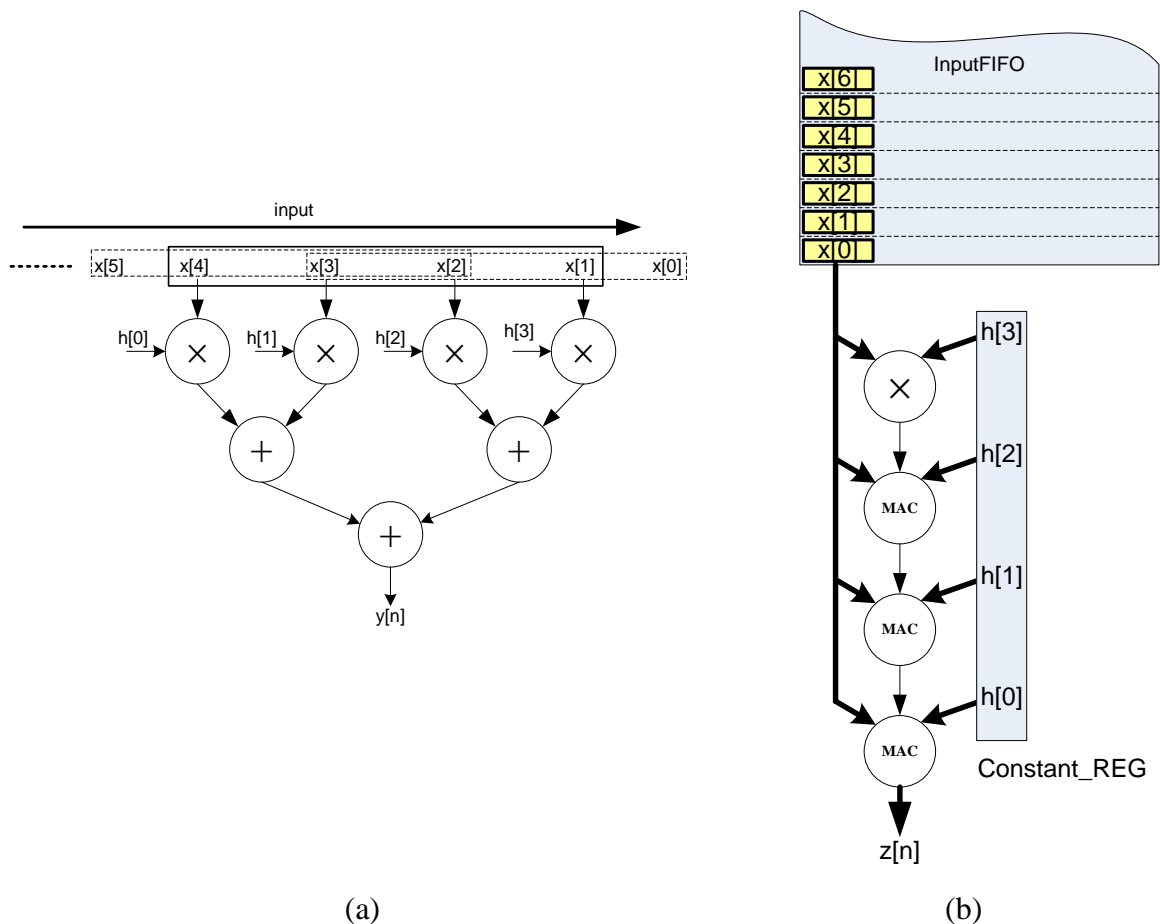 input
x[5] x[4] x[3] x[2] x[1] x[0]
h[0] h[1] h[2] h[3]
× × × ×
+ +
+
y[n]
(a)
InputFIFO
x[6]
x[5]
x[4]
x[3]
x[2]
x[1]
x[0]
h[3]
×
h[2]
MAC
h[1]
MAC
h[0]
MAC
Constant_REG
z[n]
(b)